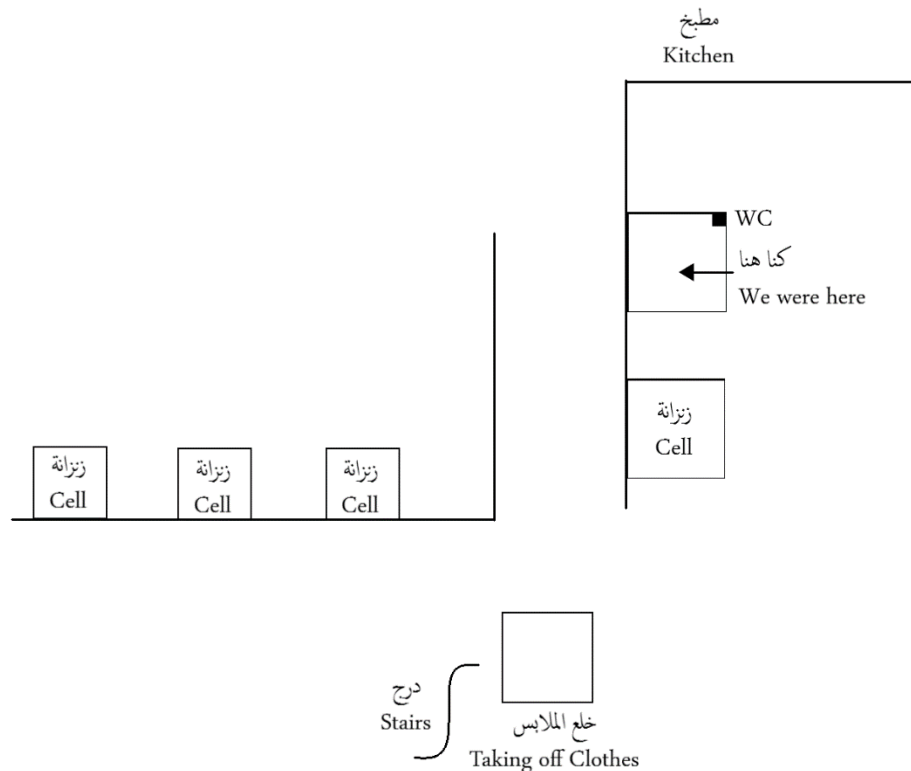 مطبخ
Kitchen
WC
كنا هنا
We were here
زنزانة
Cell
زنزانة
Cell
زنزانة
Cell
زنزانة
Cell
درج
Stairs
خلع الملابس
Taking off Clothes